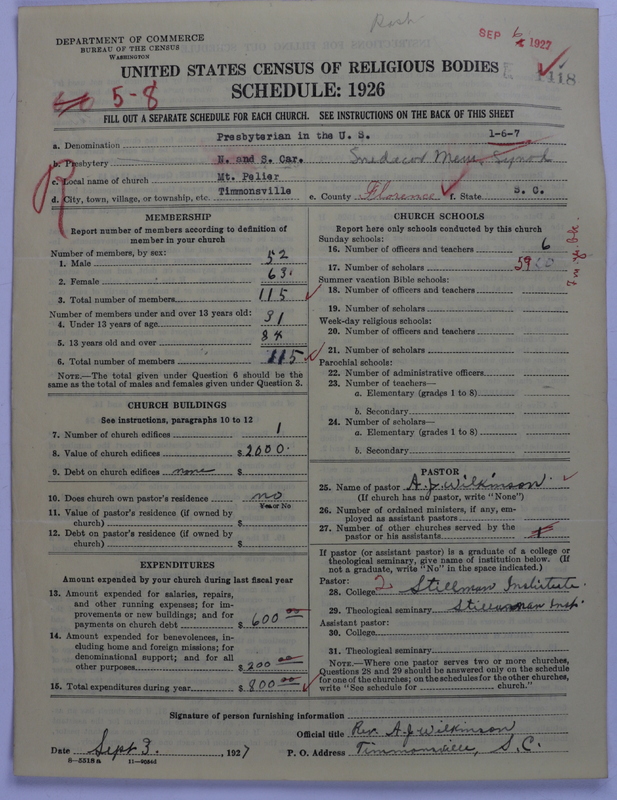 Rash
DEPARTMENT OF COMMERCE
BUREAU OF THE CENSUS
WASHINGTON
SEP 6 1927
UNITED STATES CENSUS OF RELIGIOUS BODIES
1118
5-8
SCHEDULE: 1926
FILL OUT A SEPARATE SCHEDULE FOR EACH CHURCH. SEE INSTRUCTIONS ON THE BACK OF THIS SHEET
a. Denomination Presbyterian in the U. S. 1-6-7
b. Presbytery N. and S. Car. Snedecor Mem. Synod
c. Local name of church Mt. Pelier
d. City, town, village, or township, etc. Timmonsville e. County Florence f. State S. C.
R
MEMBERSHIP
Report number of members according to definition of
member in your church
Number of members, by sex:
1. Male 52
2. Female 63
3. Total number of members 115
Number of members under and over 13 years old:
4. Under 13 years of age 31
5. 13 years old and over 84
6. Total number of members 115
NOTE.—The total given under Question 6 should be
same as the total of males and females given under Question 3.
CHURCH BUILDINGS
See instructions, paragraphs 10 to 12
7. Number of church edifices 1
8. Value of church edifices $ 2000.
9. Debt on church edifices none $
10. Does church own pastor's residence no
Yes or No
11. Value of pastor's residence (if owned by
church) $
12. Debt on pastor's residence (if owned by
church) $
EXPENDITURES
Amount expended by your church during last fiscal year
13. Amount expended for salaries, repairs,
and other running expenses; for im-
provements or new buildings; and for
payments on church debt $ 600 00
14. Amount expended for benevolences, in-
cluding home and foreign missions; for
denominational support; and for all
other purposes $ 200 00
15. Total expenditures during year $ 800 00
CHURCH SCHOOLS
Report here only schools conducted by this church
Sunday schools:
16. Number of officers and teachers 6
17. Number of scholars 59
Summer vacation Bible schools:
18. Number of officers and teachers
19. Number of scholars
Week-day religious schools:
20. Number of officers and teachers
21. Number of scholars
Parochial schools:
22. Number of administrative officers
23. Number of teachers—
a. Elementary (grades 1 to 8)
b. Secondary
24. Number of scholars—
a. Elementary (grades 1 to 8)
b. Secondary
PASTOR
25. Name of pastor A. J. Wilkinson.
(If church has no pastor, write "None")
26. Number of ordained ministers, if any, em-
ployed as assistant pastors
27. Number of other churches served by the
pastor or his assistants 1
If pastor (or assistant pastor) is a graduate of a college or
theological seminary, give name of institution below. (If
not a graduate, write "No" in the space indicated.)
Pastor:
28. College 2 Stillman Institute.
29. Theological seminary Stillman Inst.
Assistant pastor:
30. College
31. Theological seminary
NOTE.—Where one pastor serves two or more churches,
Questions 28 and 29 should be answered only on the schedule
for one of the churches; on the schedules for the other churches,
write "See schedule for church."
Signature of person furnishing information
Official title Rev. A. J. Wilkinson
Date Sept 3., 1927 P. O. Address Timmonsville, S. C.
8-5518 a